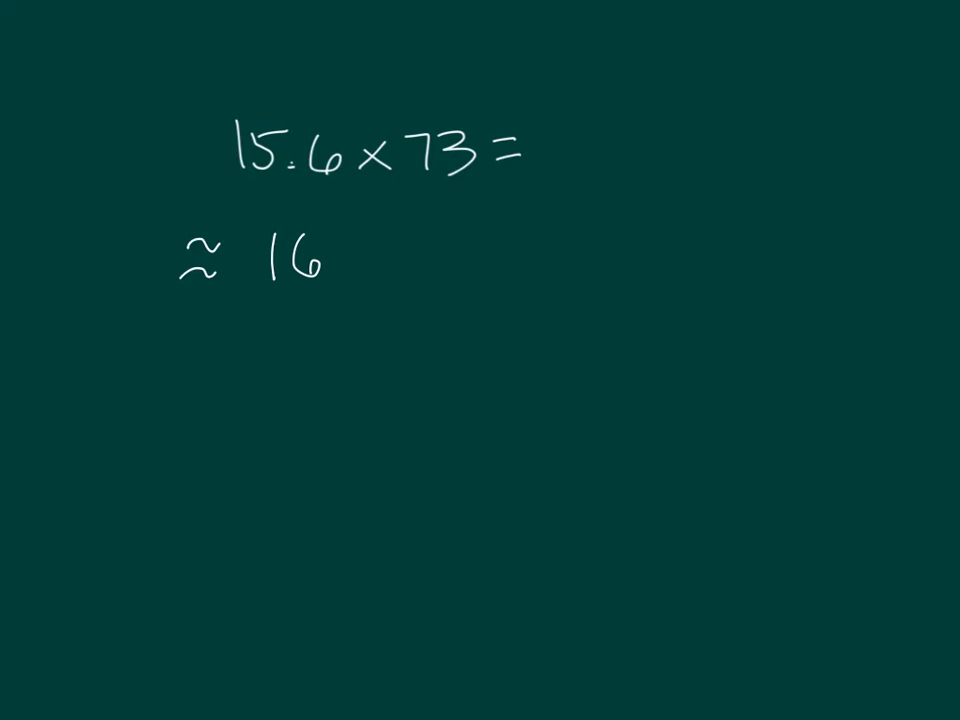 15.6 × 73 =
≈ 16